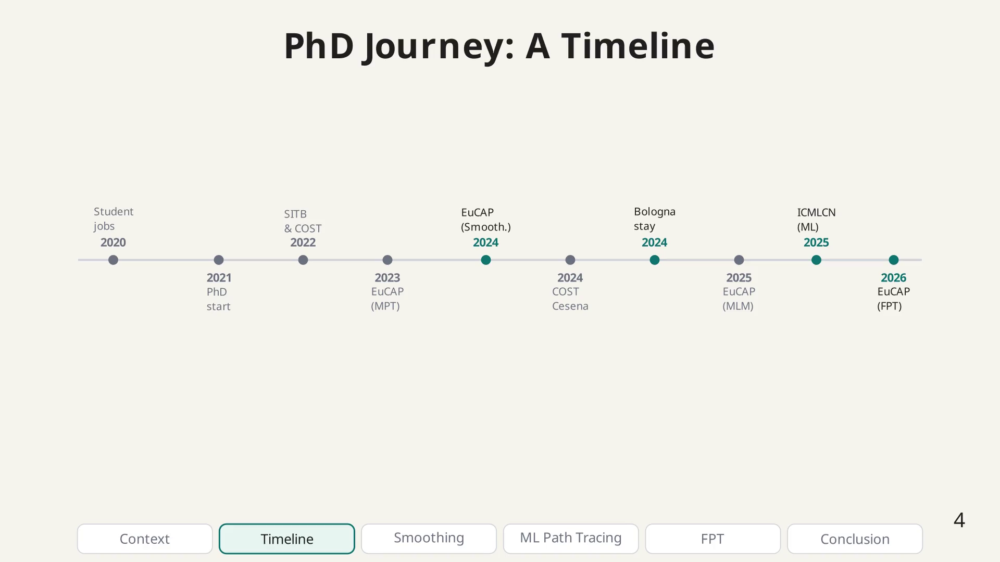 PhD Journey: A Timeline
Student
jobs
2020
2021
PhD
start
SITB
& COST
2022
2023
EuCAP
(MPT)
EuCAP
(Smooth.)
2024
2024
COST
Cesena
Bologna
stay
2024
2025
EuCAP
(MLM)
ICMLCN
(ML)
2025
2026
EuCAP
(FPT)
4
Context
Timeline
Smoothing
ML Path Tracing
FPT
Conclusion